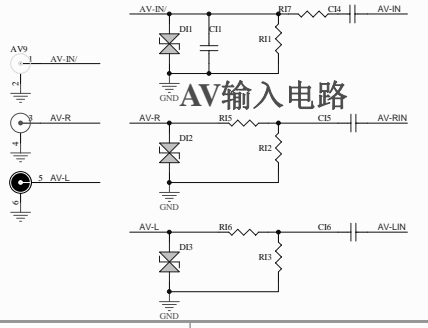 AV-IN/ RI7 CI4 AV-IN
DI1 CI1 RI1
AV9
1 AV-IN/
2
GND
AV输入电路
3 AV-R
4
AV-R RI5 CI5 AV-RIN
DI2 RI2
5 AV-L
6
GND
AV-L RI6 CI6 AV-LIN
DI3 RI3
GND